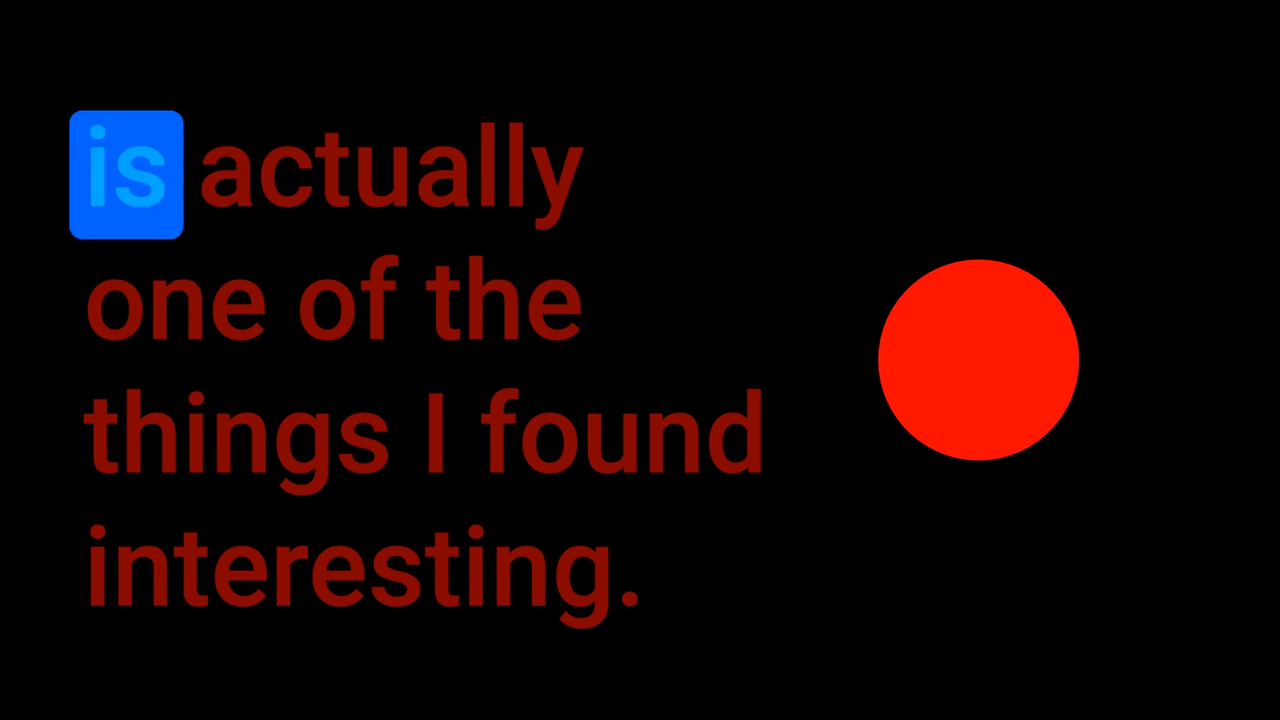 is actually
one of the
things I found
interesting.